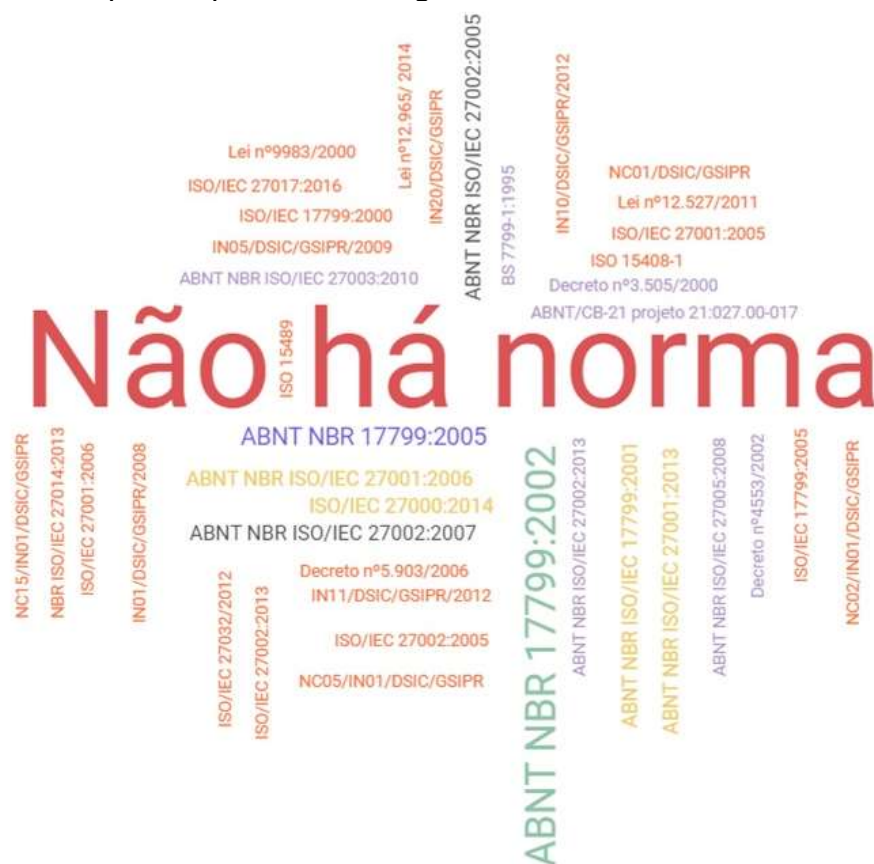 Lei nº9983/2000
ISO/IEC 27017:2016
ISO/IEC 17799:2000
IN05/DSIC/GSIPR/2009
ABNT NBR ISO/IEC 27003:2010
Lei nº12.965/ 2014
IN20/DSIC/GSIPR
ABNT NBR ISO/IEC 27002:2005
BS 7799-1:1995
IN10/DSIC/GSIPR/2012
NC01/DSIC/GSIPR
Lei nº12.527/2011
ISO/IEC 27001:2005
ISO 15408-1
Decreto nº3.505/2000
ABNT/CB-21 projeto 21:027.00-017
Não há norma
ISO 15489
NC15/IN01/DSIC/GSIPR
NBR ISO/IEC 27014:2013
ISO/IEC 27001:2006
IN01/DSIC/GSIPR/2008
ABNT NBR 17799:2005
ABNT NBR ISO/IEC 27001:2006
ISO/IEC 27000:2014
ABNT NBR ISO/IEC 27002:2007
ISO/IEC 27032/2012
ISO/IEC 27002:2013
Decreto nº5.903/2006
IN11/DSIC/GSIPR/2012
ISO/IEC 27002:2005
NC05/IN01/DSIC/GSIPR
ABNT NBR 17799:2002
ABNT NBR ISO/IEC 27002:2013
ABNT NBR ISO/IEC 17799:2001
ABNT NBR ISO/IEC 27001:2013
ABNT NBR ISO/IEC 27005:2008
Decreto nº4553/2002
ISO/IEC 17799:2005
NC02/IN01/DSIC/GSIPR